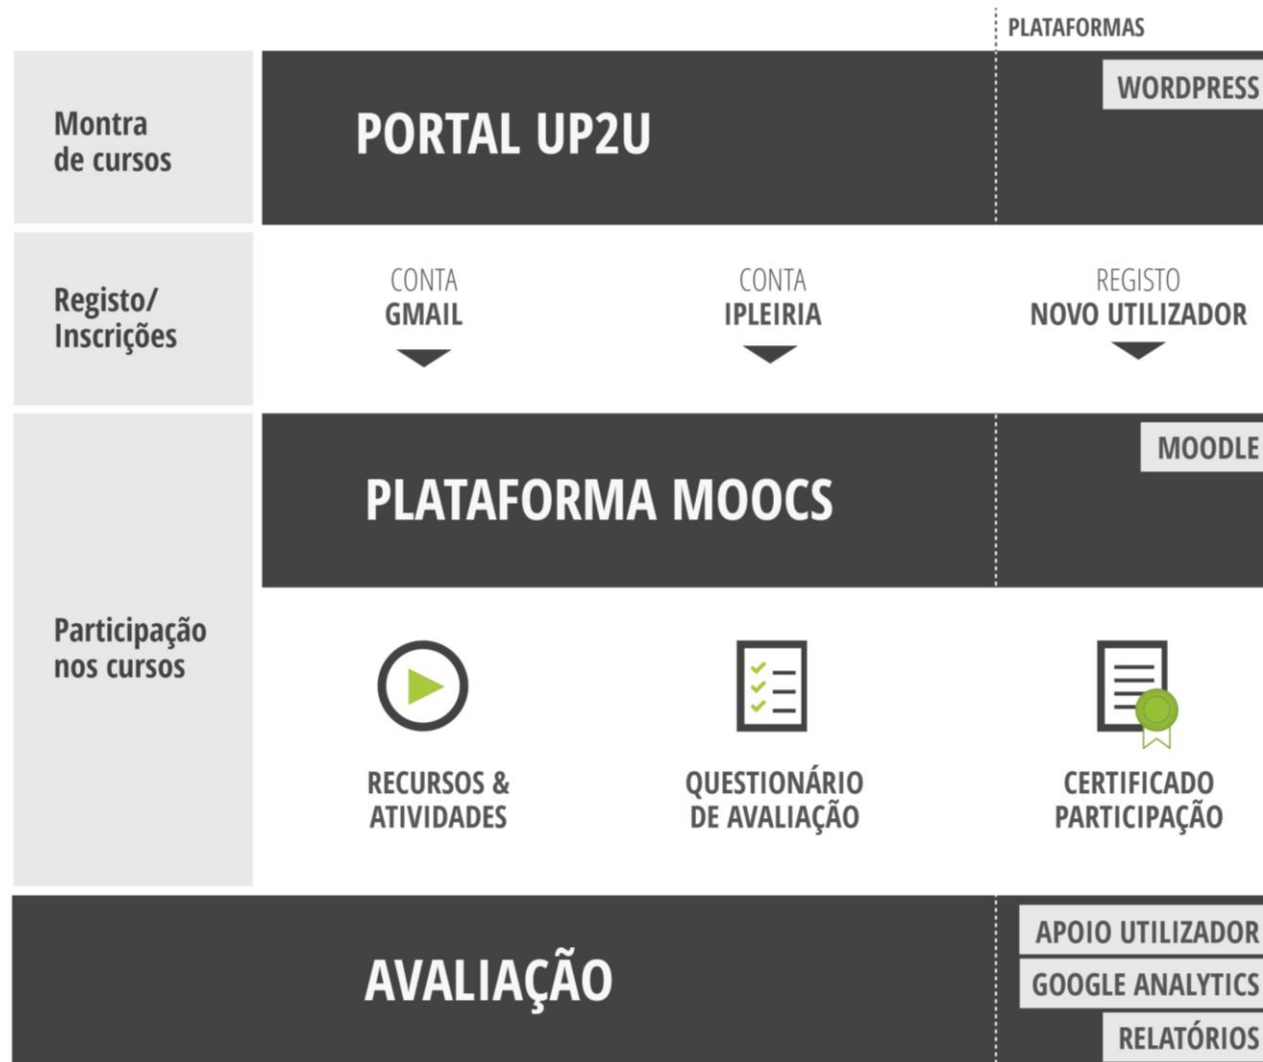 PLATAFORMAS
Montra
de cursos
PORTAL UP2U
WORDPRESS
Registo/
Inscrições
CONTA
GMAIL
CONTA
IPLEIRIA
REGISTO
NOVO UTILIZADOR
Participação
nos cursos
PLATAFORMA MOOCS
MOODLE
RECURSOS &
ATIVIDADES
QUESTIONÁRIO
DE AVALIAÇÃO
CERTIFICADO
PARTICIPAÇÃO
AVALIAÇÃO
APOIO UTILIZADOR
GOOGLE ANALYTICS
RELATÓRIOS